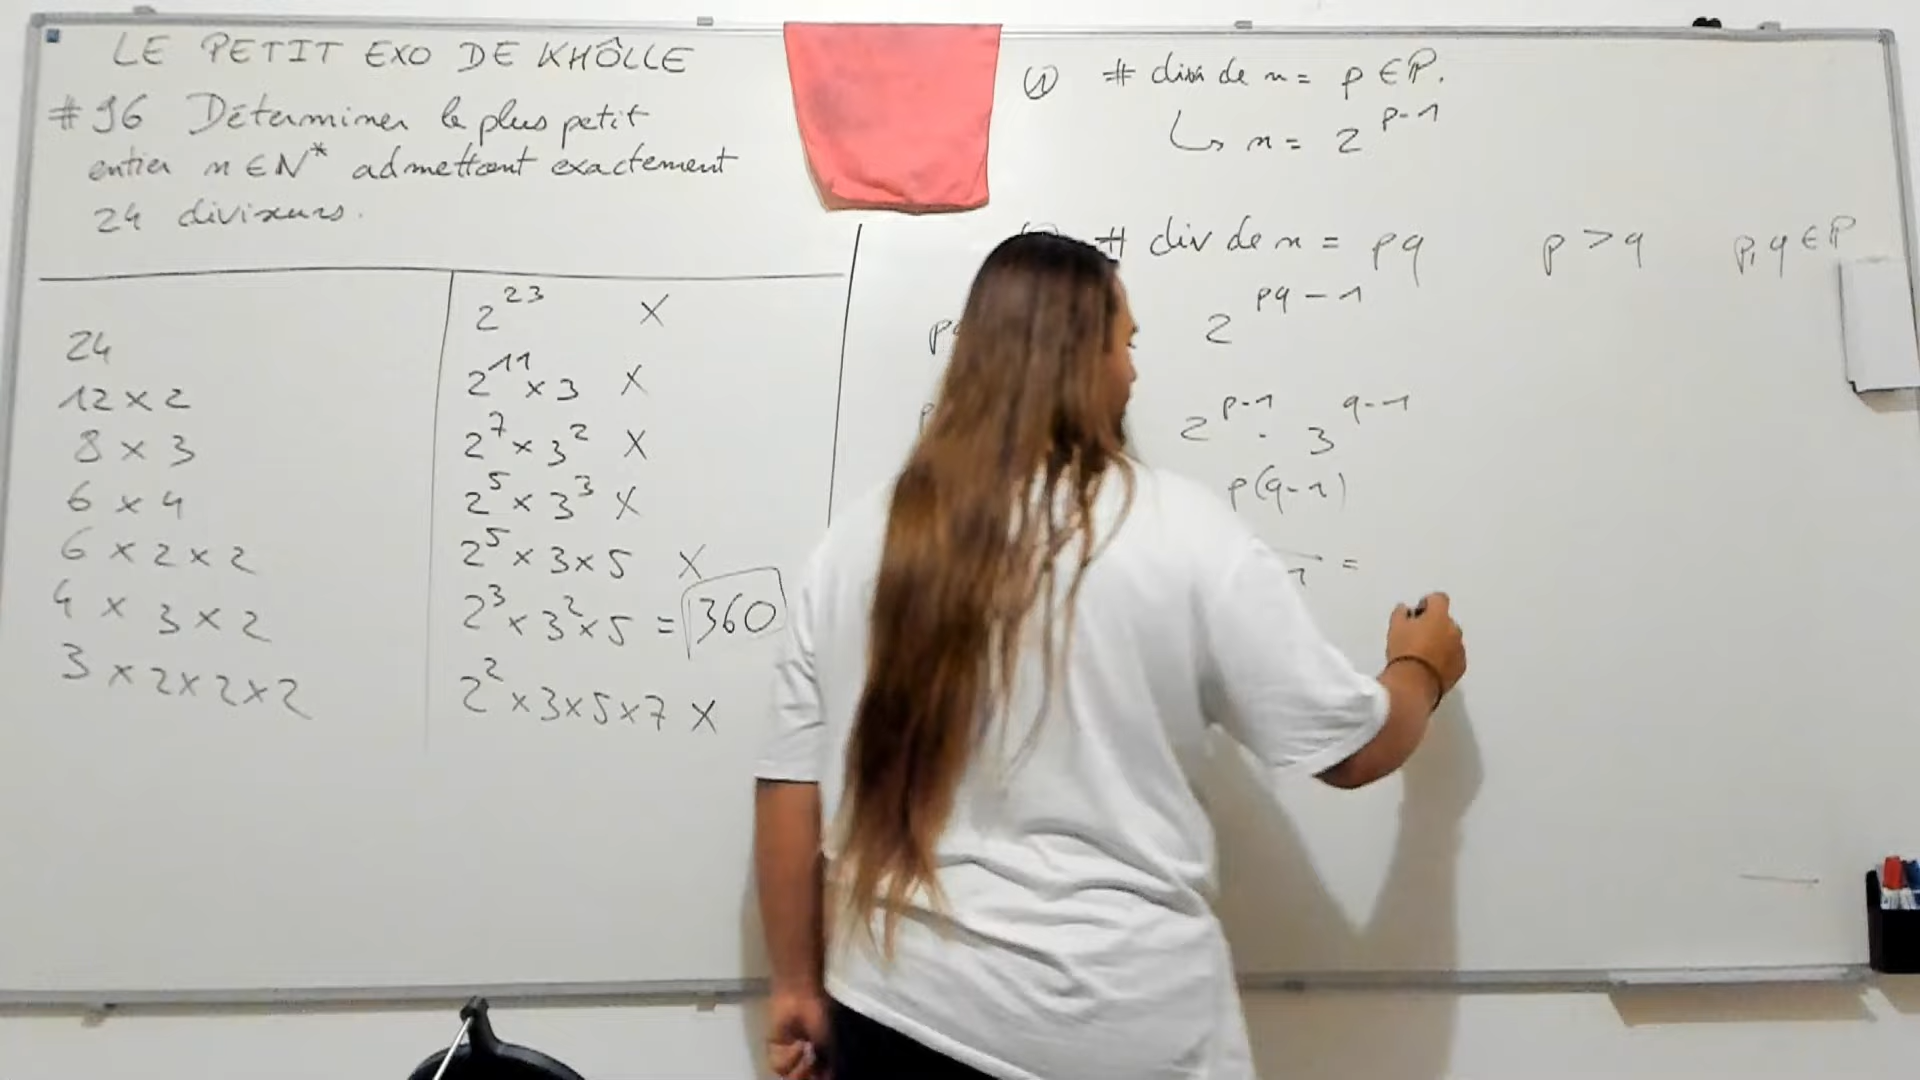 LE PETIT EXO DE KHÔLLE
#96 Déterminer le plus petit
entier n ∈ N* admettant exactement
24 diviseurs.
24
12 x 2
8 x 3
6 x 4
6 x 2 x 2
4 x 3 x 2
3 x 2 x 2 x 2
2^23 X
2^11 x 3 X
2^7 x 3^2 X
2^5 x 3^3 X
2^5 x 3 x 5 X
2^3 x 3^2 x 5 = 360
2^2 x 3 x 5 x 7 X
① # div de n = p ∈ P.
↳ n = 2^(p-1)
# div de n = pq p > q p, q ∈ P
2^(pq-1)
2^(p-1) · 3^(q-1)
p(q-1)
=